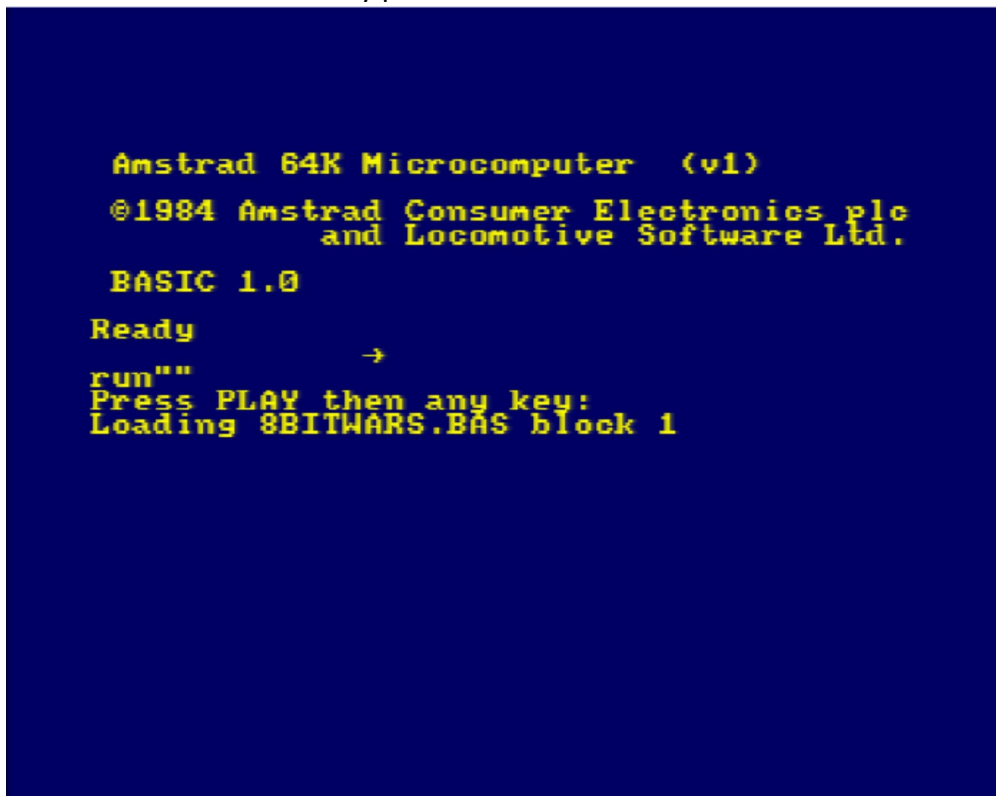 Amstrad 64K Microcomputer (v1)
©1984 Amstrad Consumer Electronics plc
and Locomotive Software Ltd.
BASIC 1.0
Ready
→
run""
Press PLAY then any key:
Loading 8BITWARS.BAS block 1